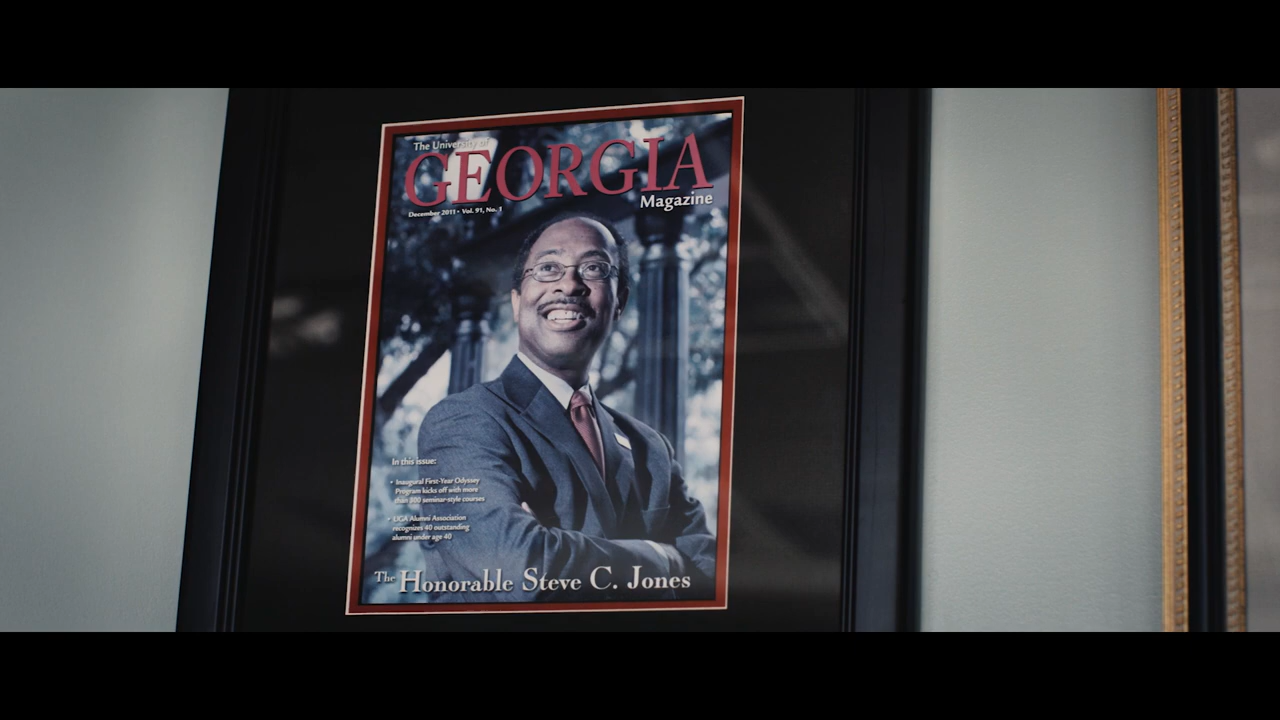 The University of
GEORGIA
Magazine
December 2011 • Vol. 91, No. 1
In this issue:
• Inaugural First-Year Odyssey
Program kicks off with more
than 300 seminar-style courses
• UGA Alumni Association
recognizes 40 outstanding
alumni under age 40
The Honorable Steve C. Jones